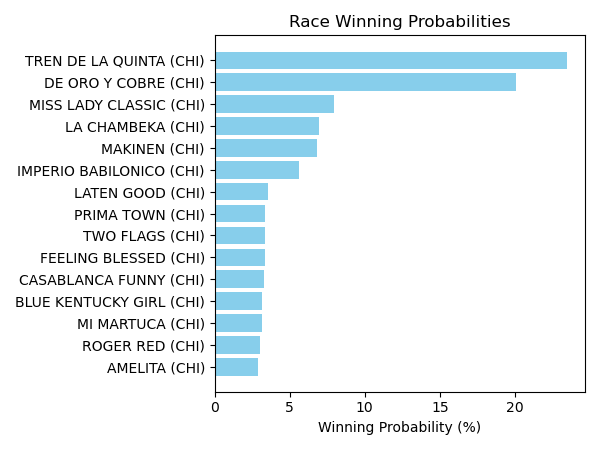 Race Winning Probabilities
TREN DE LA QUINTA (CHI)
DE ORO Y COBRE (CHI)
MISS LADY CLASSIC (CHI)
LA CHAMBEKA (CHI)
MAKINEN (CHI)
IMPERIO BABILONICO (CHI)
LATEN GOOD (CHI)
PRIMA TOWN (CHI)
TWO FLAGS (CHI)
FEELING BLESSED (CHI)
CASABLANCA FUNNY (CHI)
BLUE KENTUCKY GIRL (CHI)
MI MARTUCA (CHI)
ROGER RED (CHI)
AMELITA (CHI)
0 5 10 15 20
Winning Probability (%)